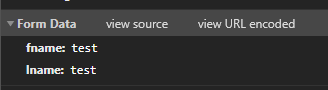 Form Data view source view URL encoded
fname: test
lname: test